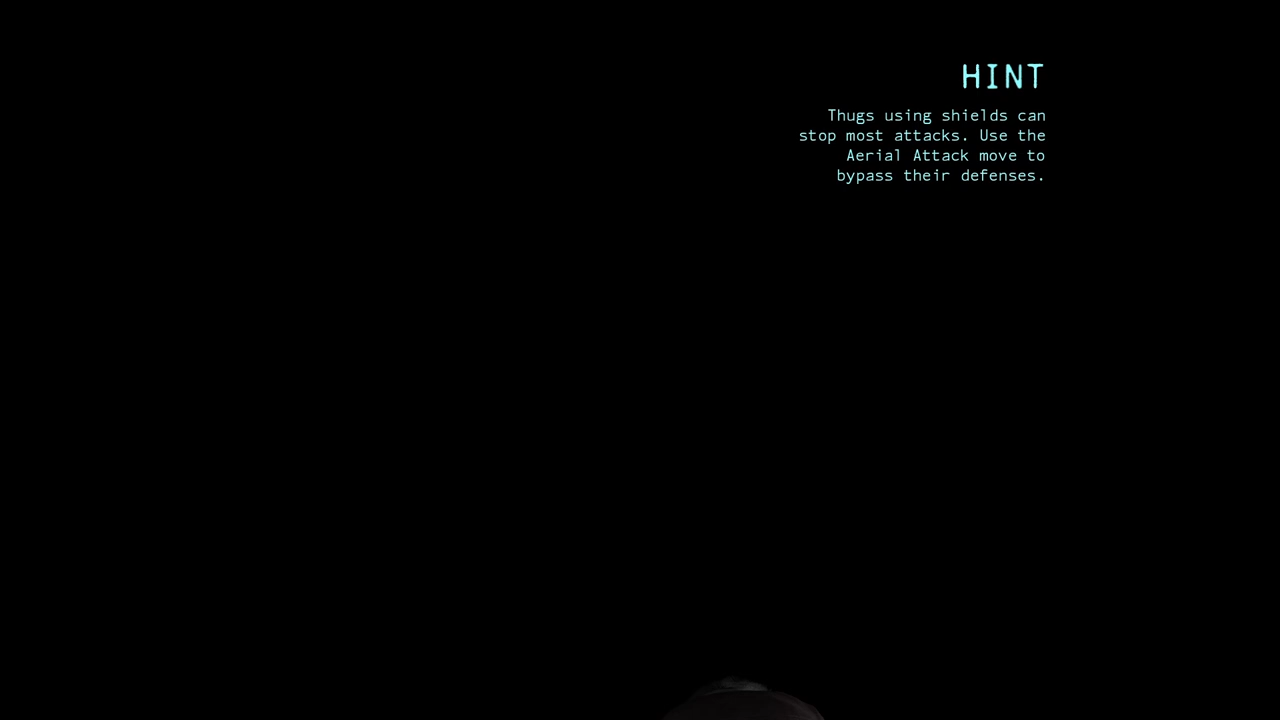 HINT
Thugs using shields can
stop most attacks. Use the
Aerial Attack move to
bypass their defenses.